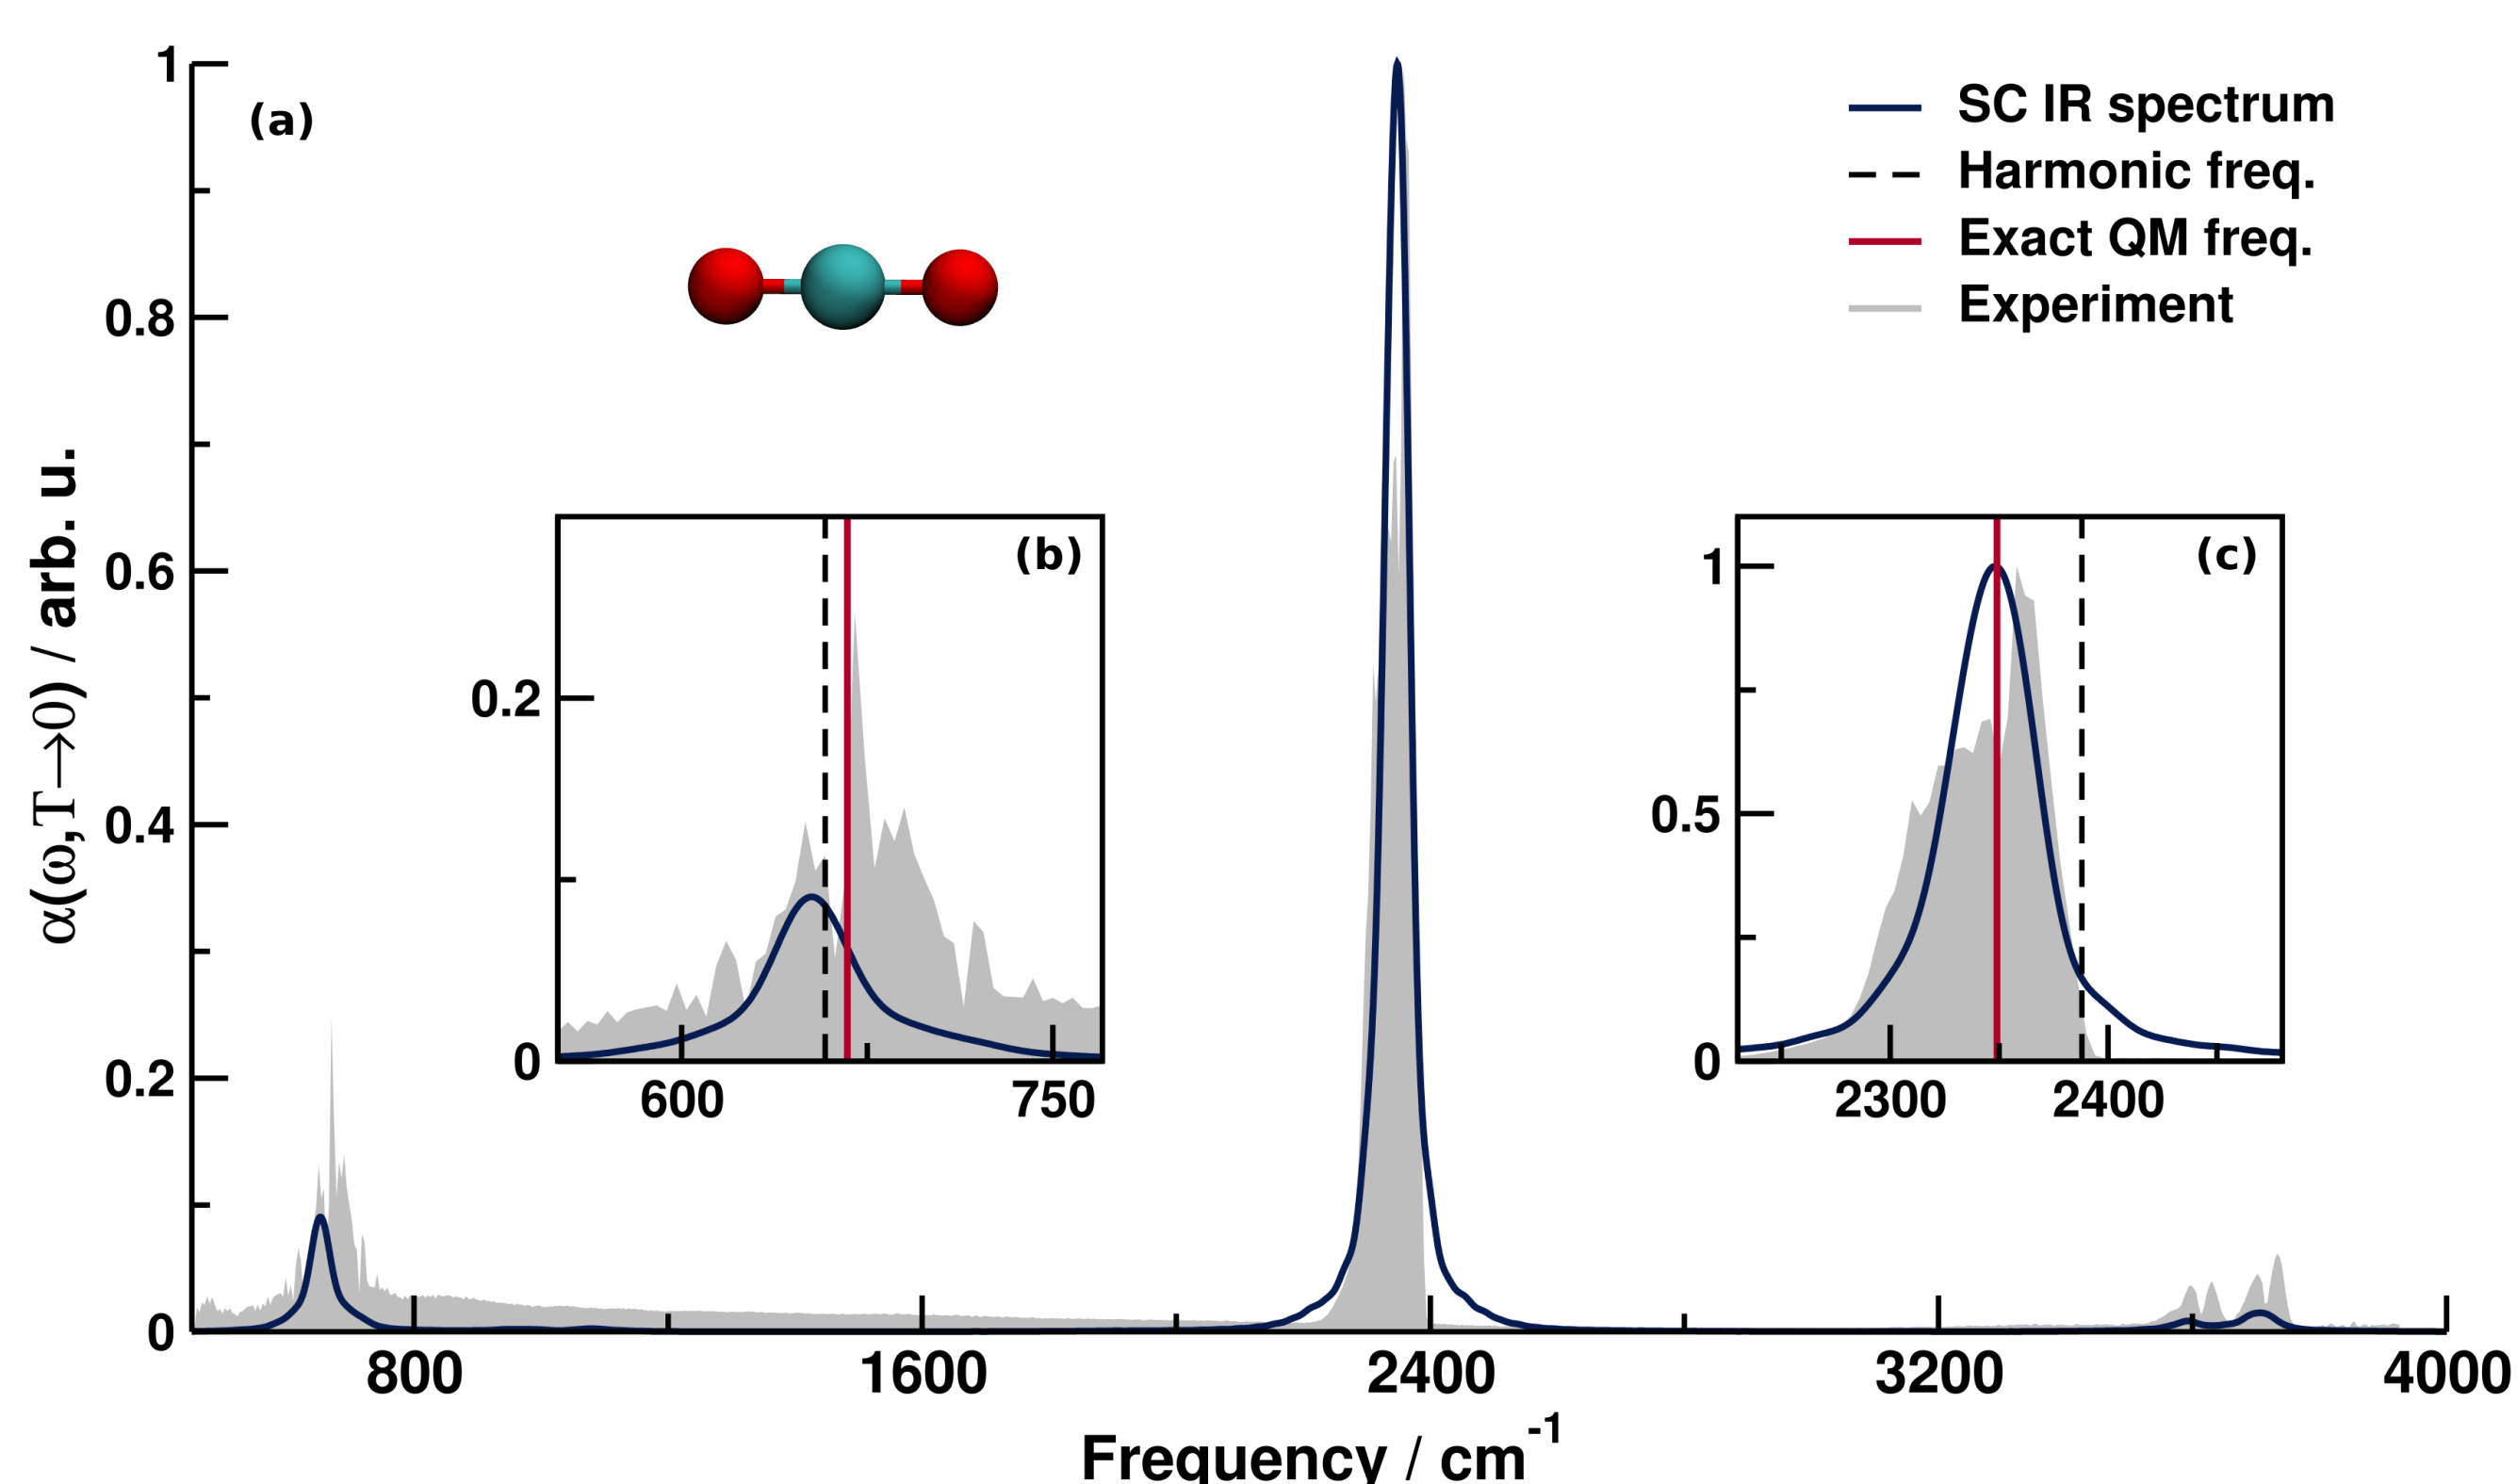 1
(a)
SC IR spectrum
Harmonic freq.
Exact QM freq.
Experiment
0.8
0.6
0.4
0.2
0
α(ω,T→0) / arb. u.
(b)
0.2
0
600 750
(c)
1
0.5
0
2300 2400
800 1600 2400 3200 4000
Frequency / cm⁻¹